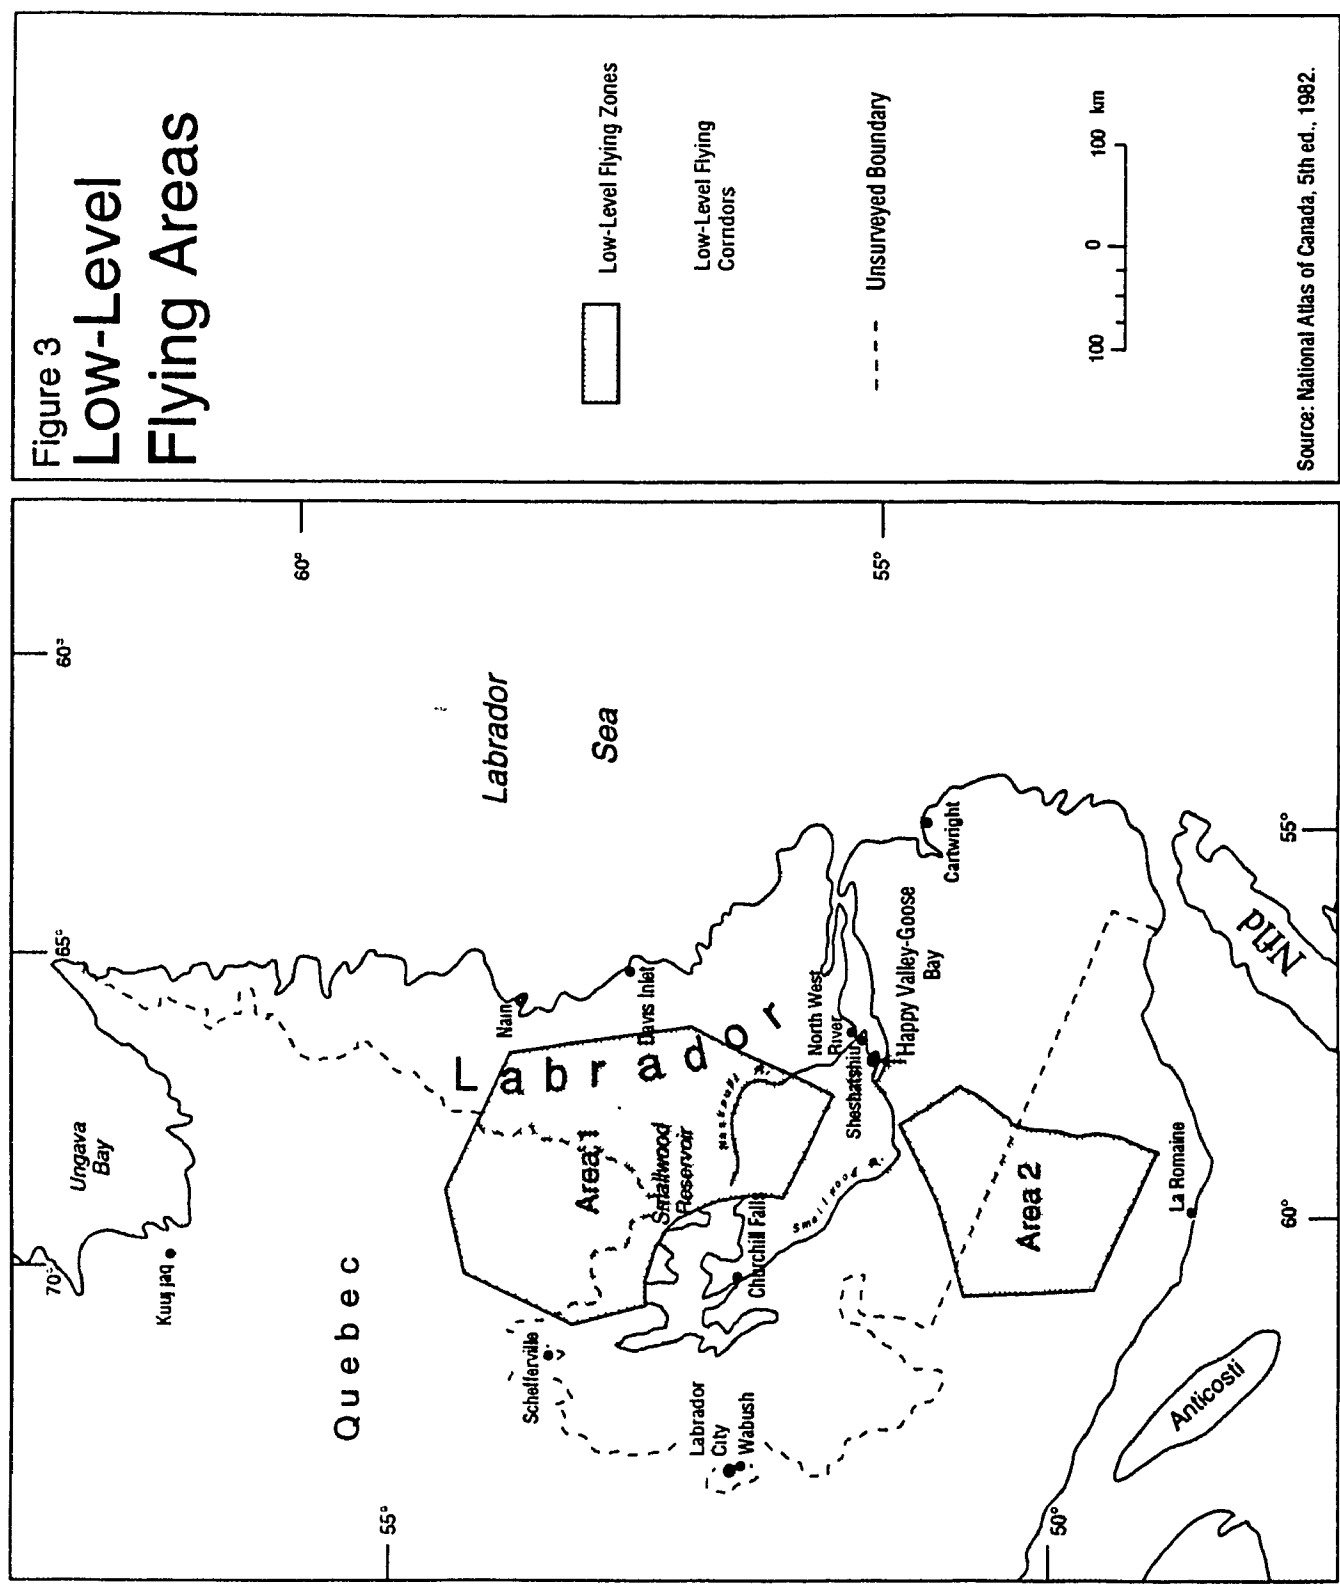 Figure 3
Low-Level
Flying Areas
Low-Level Flying Zones
Low-Level Flying
Corridors
Unsurveyed Boundary
100 0 100 km
Source: National Atlas of Canada, 5th ed., 1982.
70°
65°
60°
60°
55°
55°
50°
60°
55°
Ungava
Bay
Kuujjaq
Quebec
Labrador
Sea
Nain
Davis Inlet
Labrador
Area 1
Smallwood
Reservoir
Naskaupi R.
Schefferville
Churchill Falls
Smallwood R.
Labrador
City
Wabush
North West
River
Sheshatshiu
Happy Valley-Goose
Bay
Cartwright
Area 2
La Romaine
Anticosti
Nfld